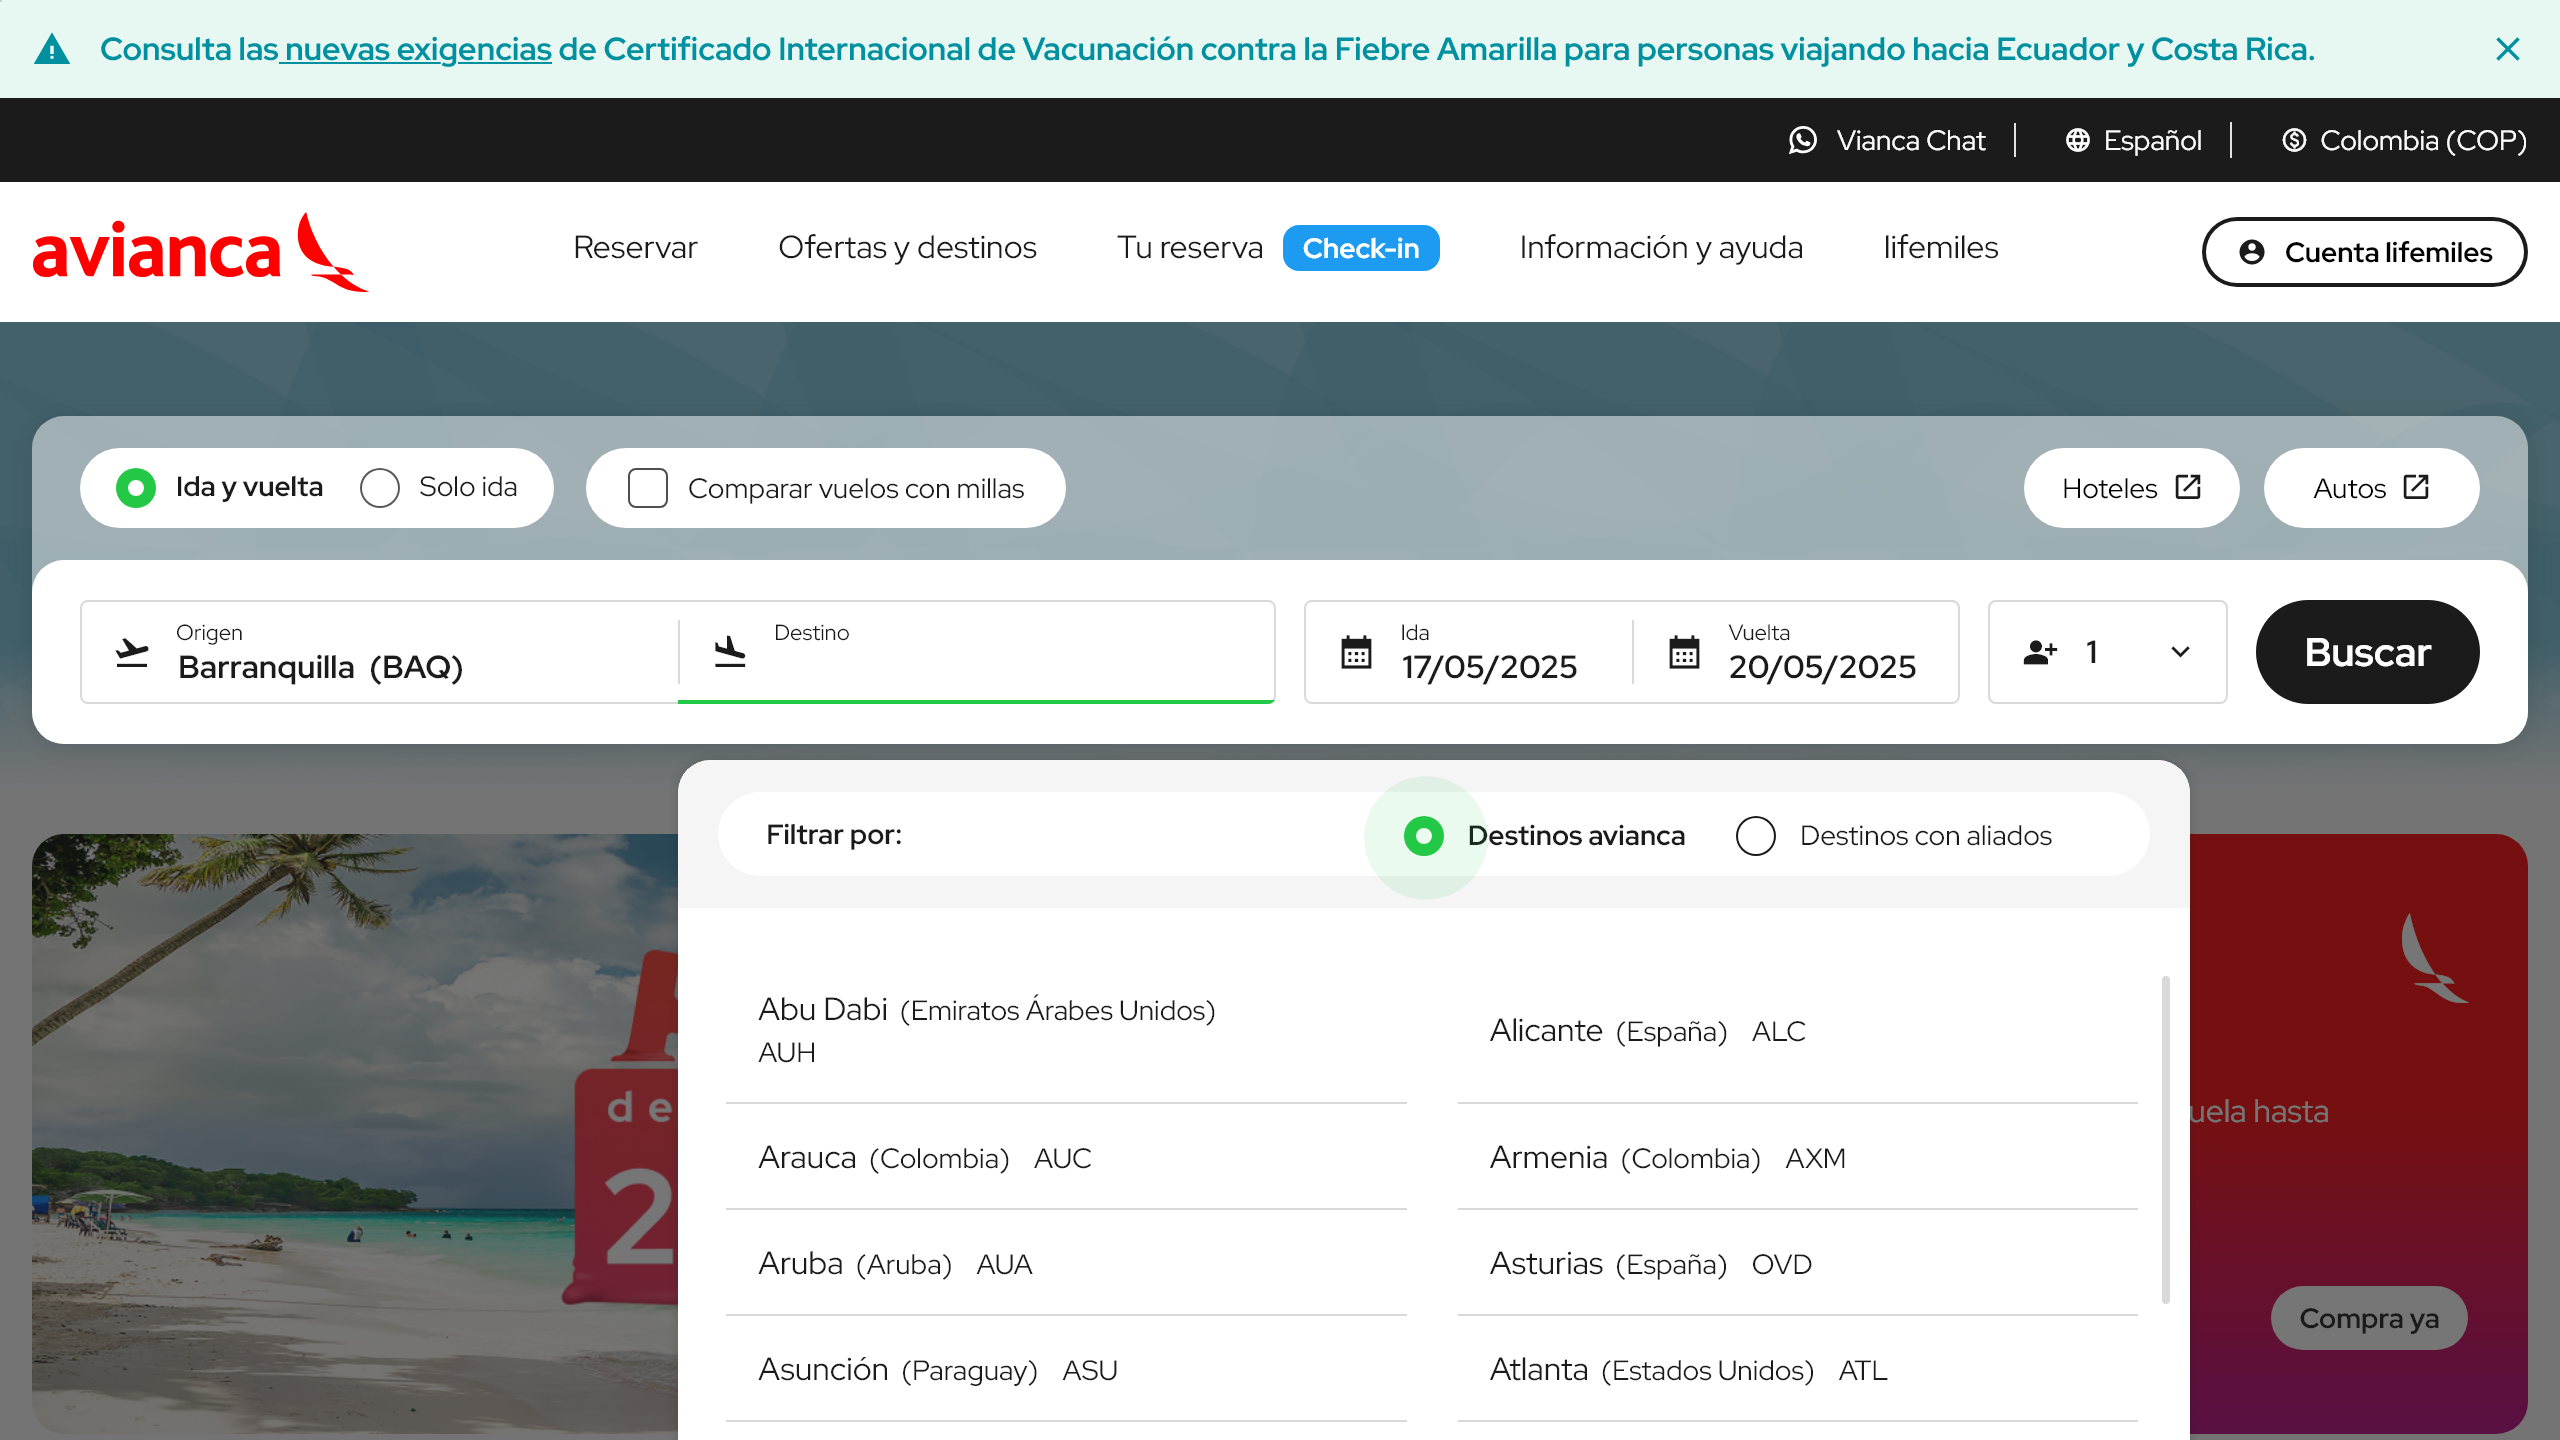 Consulta las nuevas exigencias de Certificado Internacional de Vacunación contra la Fiebre Amarilla para personas viajando hacia Ecuador y Costa Rica.
Vianca Chat
Español
Colombia (COP)
avianca
Reservar
Ofertas y destinos
Tu reserva
Check-in
Información y ayuda
lifemiles
Cuenta lifemiles
Ida y vuelta
Solo ida
Comparar vuelos con millas
Hoteles
Autos
Origen
Barranquilla (BAQ)
Destino
Ida
17/05/2025
Vuelta
20/05/2025
1
Buscar
Filtrar por:
Destinos avianca
Destinos con aliados
Abu Dabi (Emiratos Árabes Unidos)
AUH
Alicante (España) ALC
Arauca (Colombia) AUC
Armenia (Colombia) AXM
Aruba (Aruba) AUA
Asturias (España) OVD
Asunción (Paraguay) ASU
Atlanta (Estados Unidos) ATL
de
2
uela hasta
Compra ya